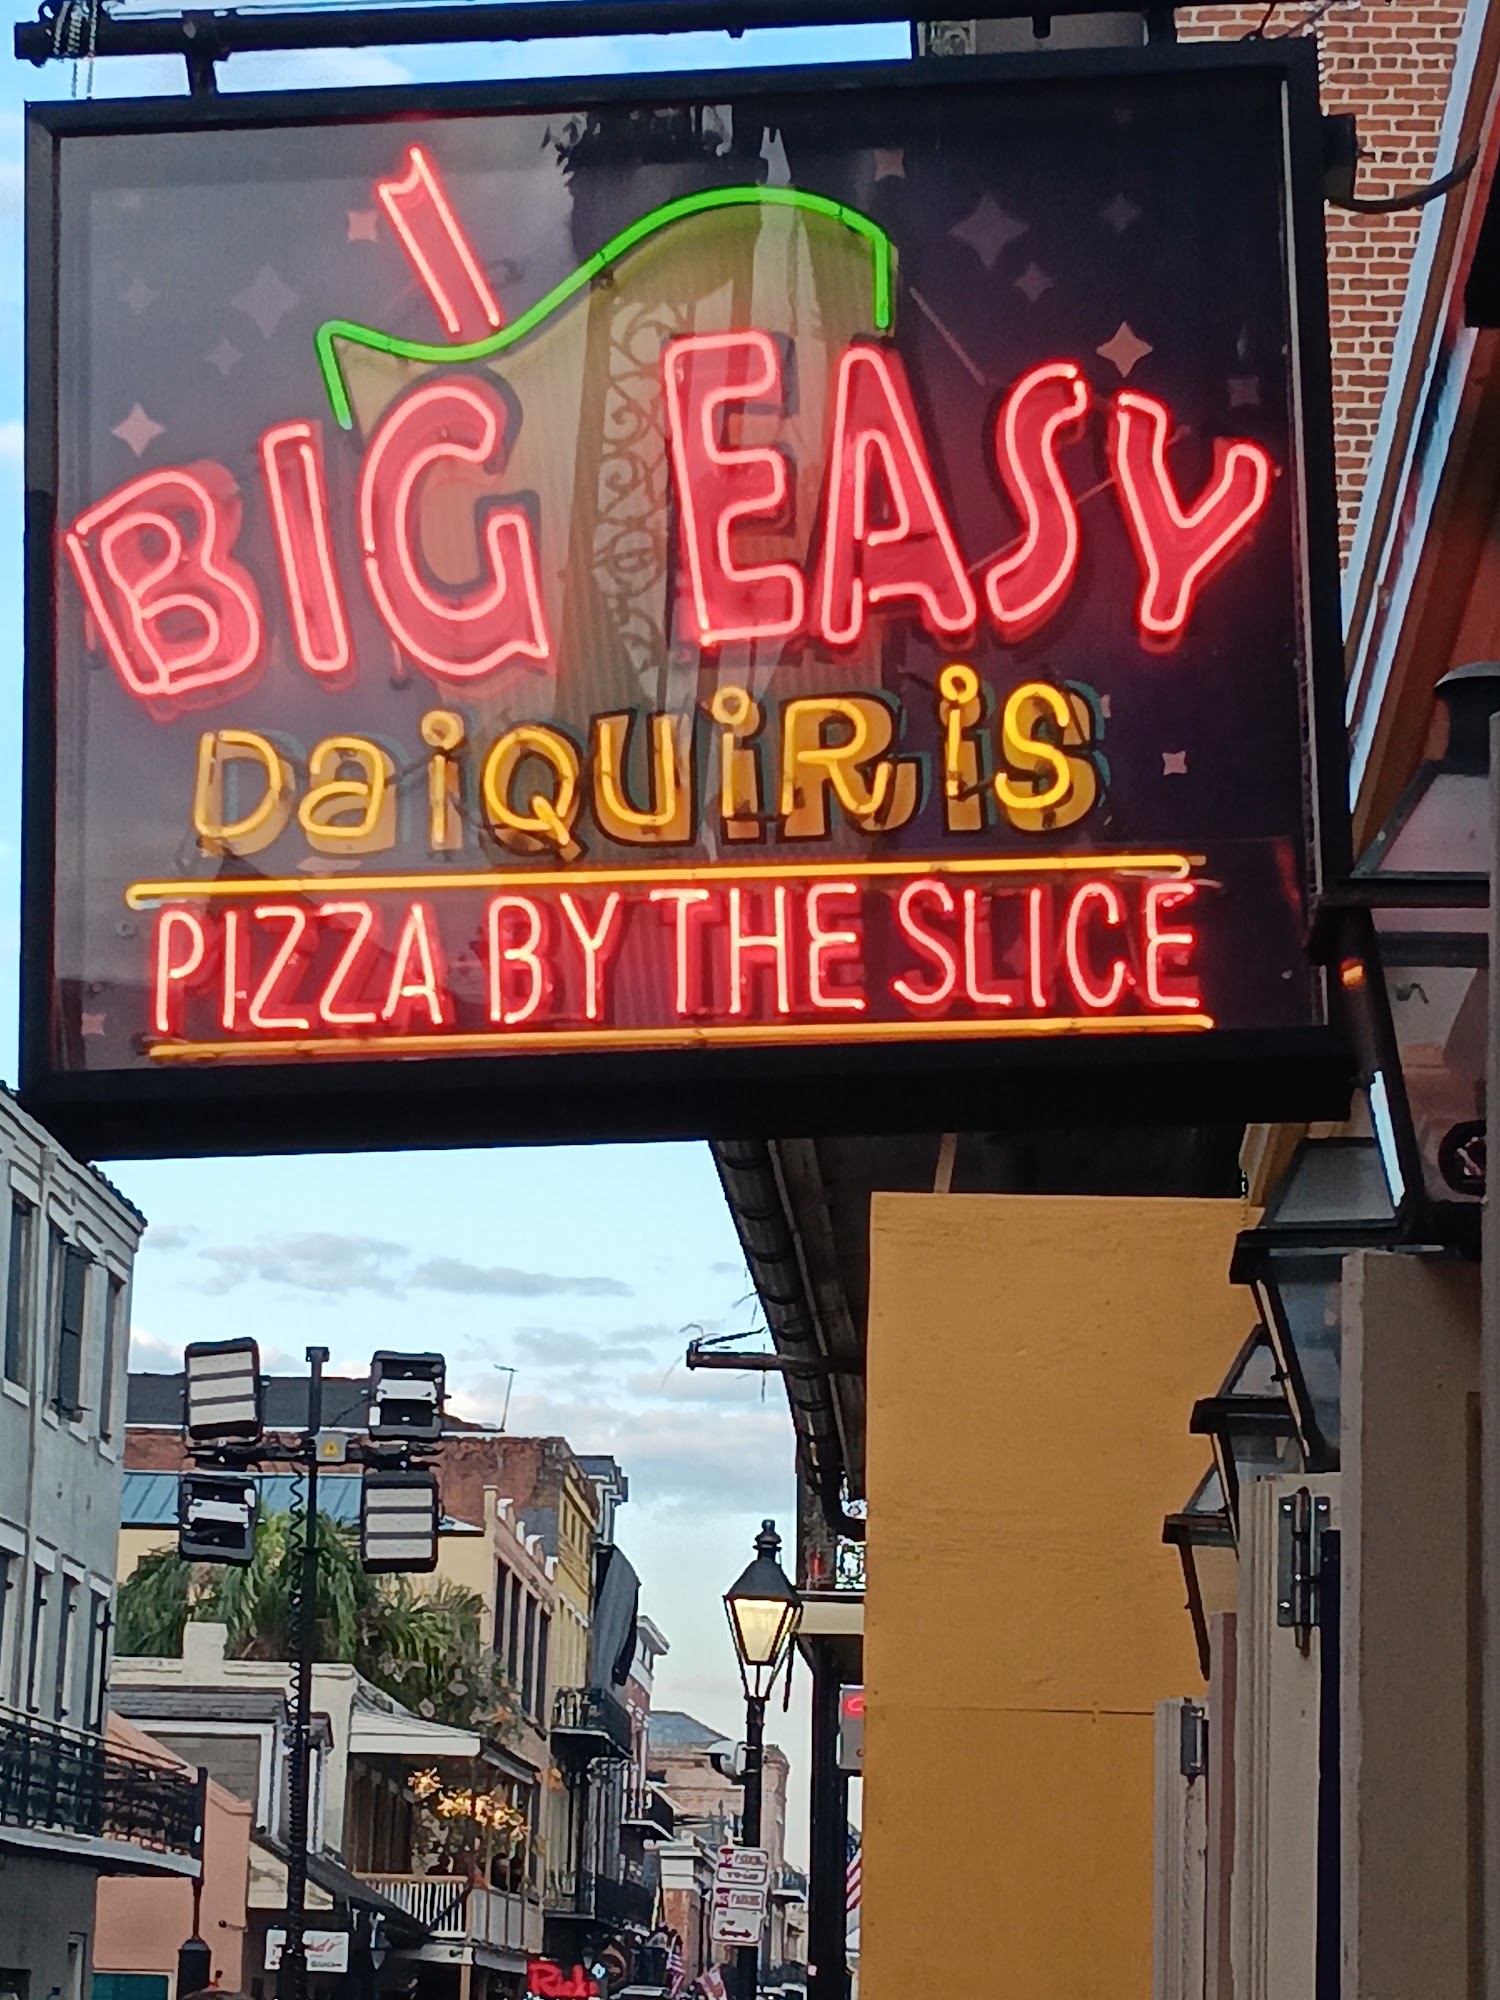 BIG EASY
DAIQUIRIS
PIZZA BY THE SLICE